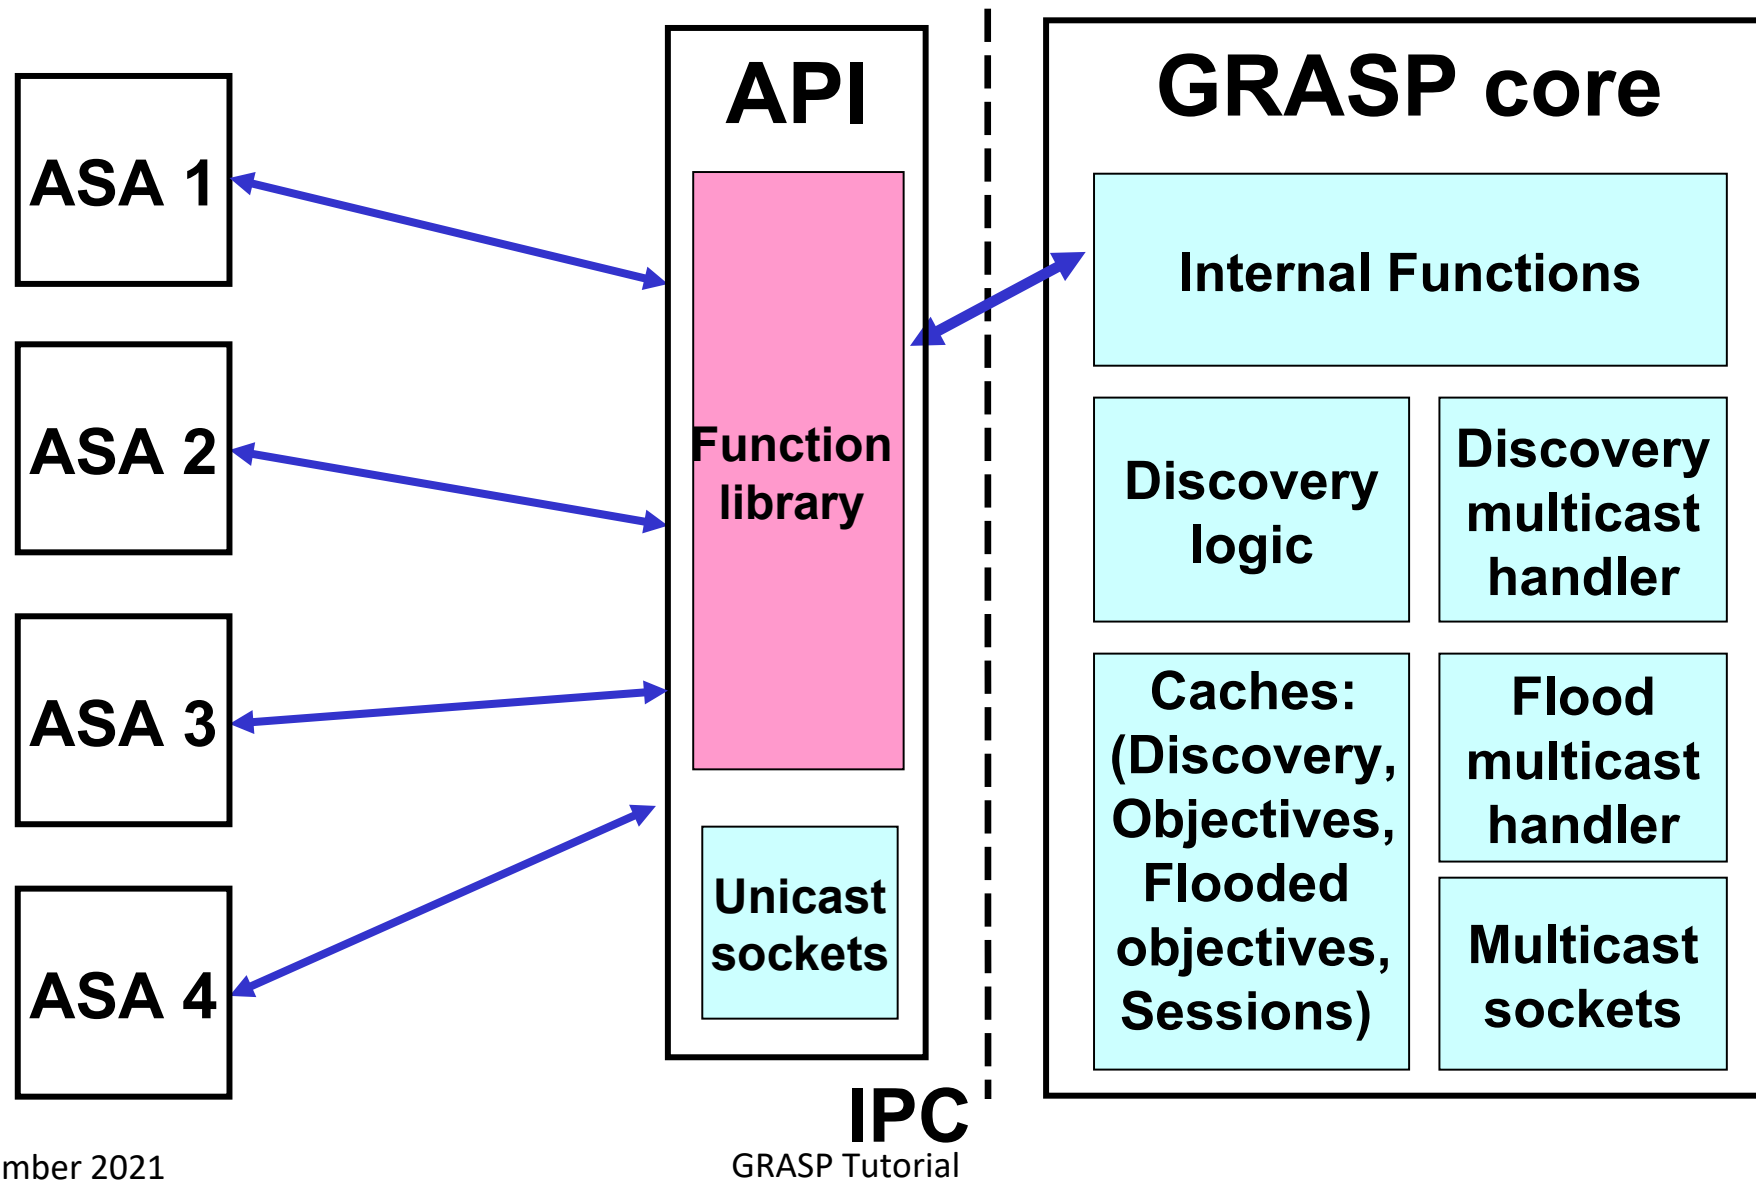 ASA 1
ASA 2
ASA 3
ASA 4
API
Function
library
Unicast
sockets
IPC
GRASP core
Internal Functions
Discovery
logic
Discovery
multicast
handler
Caches:
(Discovery,
Objectives,
Flooded
objectives,
Sessions)
Flood
multicast
handler
Multicast
sockets
mber 2021
GRASP Tutorial